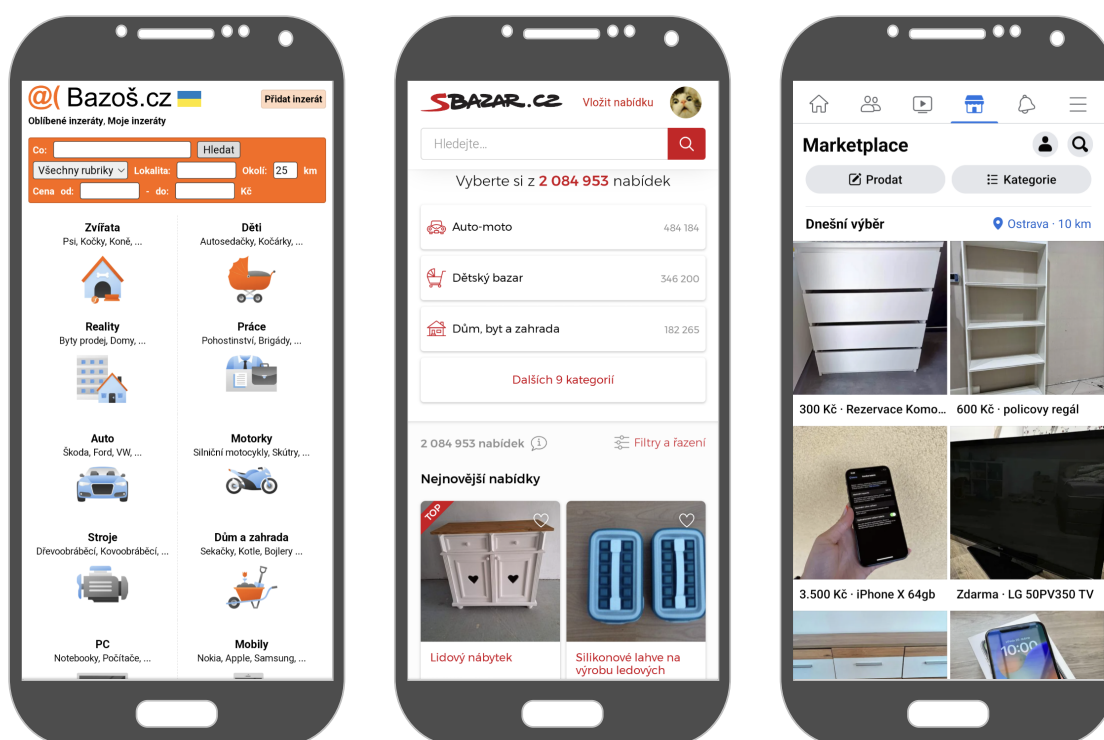 @( Bazoš.cz
Přidat inzerát
Oblíbené inzeráty, Moje inzeráty
Co: Hledat
Všechny rubriky Lokalita: Okolí: 25 km
Cena od: - do: Kč
Zvířata
Psi, Kočky, Koně, ...
Děti
Autosedačky, Kočárky, ...
Reality
Byty prodej, Domy, ...
Práce
Pohostinství, Brigády, ...
Auto
Škoda, Ford, VW, ...
Motorky
Silniční motocykly, Skútry, ...
Stroje
Dřevoobráběcí, Kovoobráběcí, ...
Dům a zahrada
Sekačky, Kotle, Bojlery ...
PC
Notebooky, Počítače, ...
Mobily
Nokia, Apple, Samsung, ...
SBAZAR.CZ
Vložit nabídku
Hledejte...
Vyberte si z 2 084 953 nabídek
Auto-moto 484 184
Dětský bazar 346 200
Dům, byt a zahrada 182 265
Dalších 9 kategorií
2 084 953 nabídek
Filtry a řazení
Nejnovější nabídky
TOP
Lidový nábytek
Silikonové lahve na
výrobu ledových
Marketplace
Prodat
Kategorie
Dnešní výběr
Ostrava · 10 km
300 Kč · Rezervace Komo...
600 Kč · policovy regál
3.500 Kč · iPhone X 64gb
Zdarma · LG 50PV350 TV
10:00